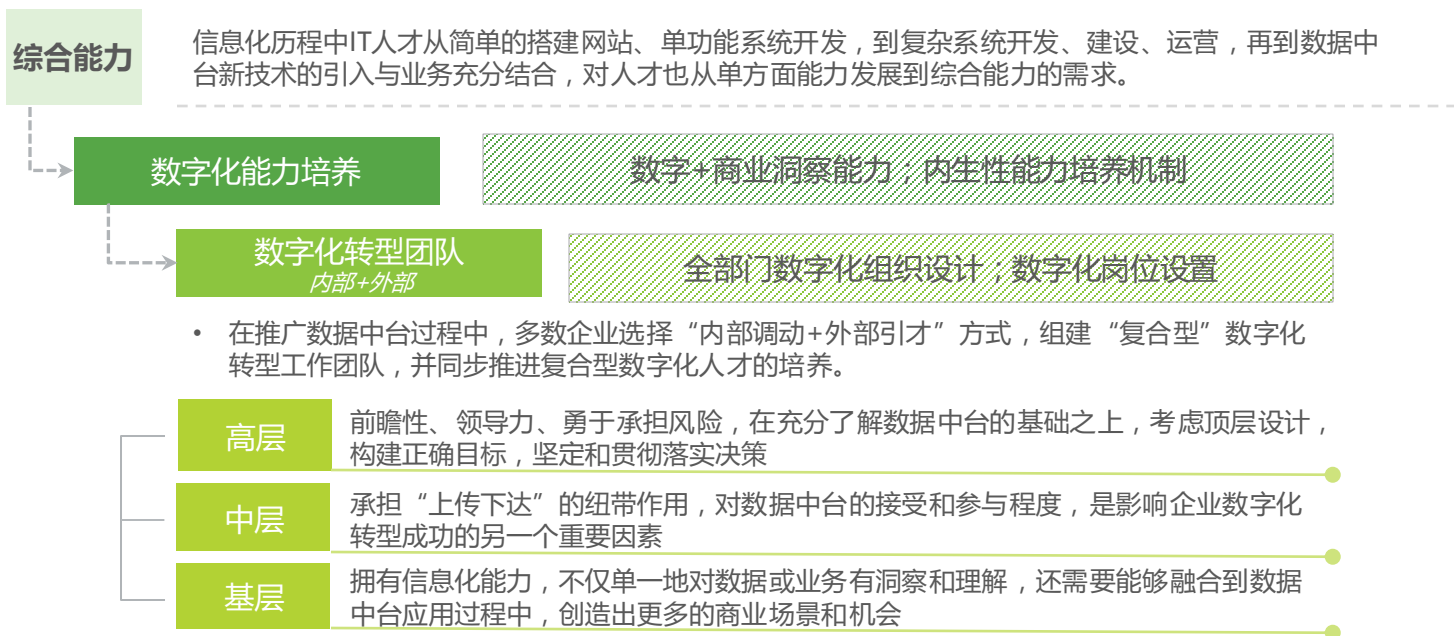 综合能力
信息化历程中IT人才从简单的搭建网站、单功能系统开发，到复杂系统开发、建设、运营，再到数据中
台新技术的引入与业务充分结合，对人才也从单方面能力发展到综合能力的需求。
数字化能力培养
数字+商业洞察能力；内生性能力培养机制
数字化转型团队
内部+外部
全部门数字化组织设计；数字化岗位设置
• 在推广数据中台过程中，多数企业选择“内部调动+外部引才”方式，组建“复合型”数字化
转型工作团队，并同步推进复合型数字化人才的培养。
高层
前瞻性、领导力、勇于承担风险，在充分了解数据中台的基础之上，考虑顶层设计，
构建正确目标，坚定和贯彻落实决策
中层
承担“上传下达”的纽带作用，对数据中台的接受和参与程度，是影响企业数字化
转型成功的另一个重要因素
基层
拥有信息化能力，不仅单一地对数据或业务有洞察和理解，还需要能够融合到数据
中台应用过程中，创造出更多的商业场景和机会